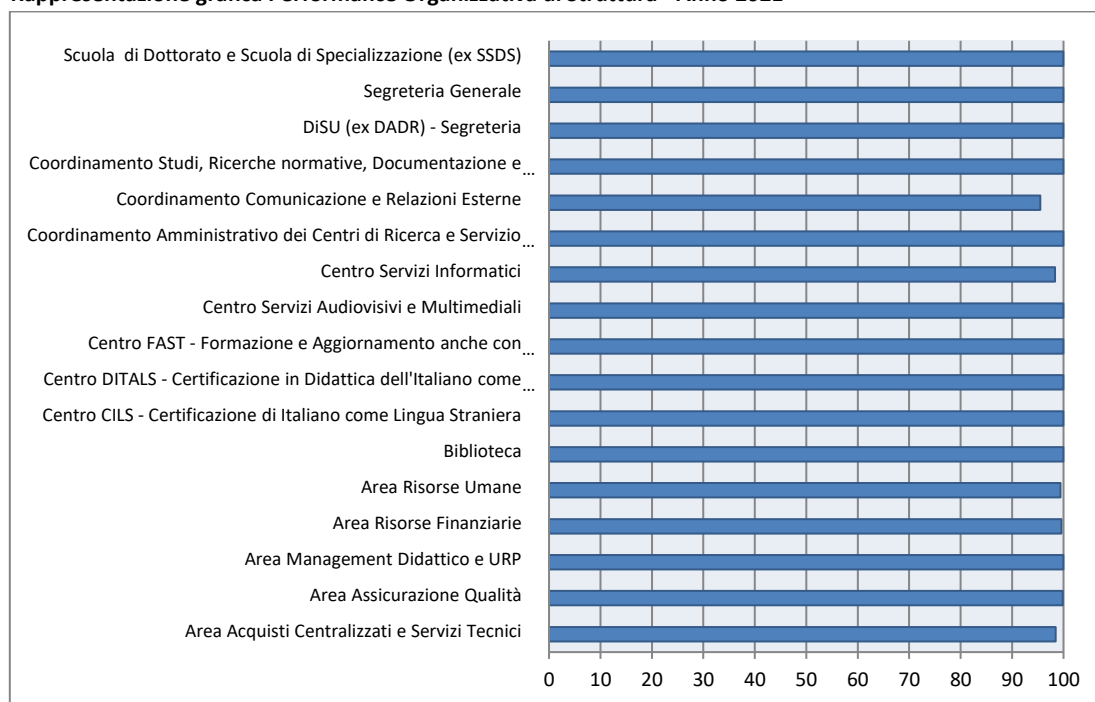 Scuola di Dottorato e Scuola di Specializzazione (ex SSDS)
Segreteria Generale
DiSU (ex DADR) - Segreteria
Coordinamento Studi, Ricerche normative, Documentazione e …
Coordinamento Comunicazione e Relazioni Esterne
Coordinamento Amministrativo dei Centri di Ricerca e Servizio …
Centro Servizi Informatici
Centro Servizi Audiovisivi e Multimediali
Centro FAST - Formazione e Aggiornamento anche con …
Centro DITALS - Certificazione in Didattica dell'Italiano come …
Centro CILS - Certificazione di Italiano come Lingua Straniera
Biblioteca
Area Risorse Umane
Area Risorse Finanziarie
Area Management Didattico e URP
Area Assicurazione Qualità
Area Acquisti Centralizzati e Servizi Tecnici
0 10 20 30 40 50 60 70 80 90 100